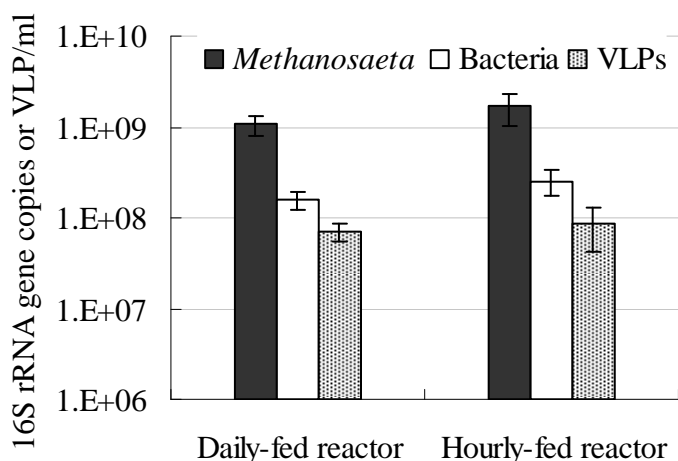 16S rRNA gene copies or VLP/ml
1.E+10
1.E+09
1.E+08
1.E+07
1.E+06
Methanosaeta Bacteria VLPs
Daily-fed reactor Hourly-fed reactor